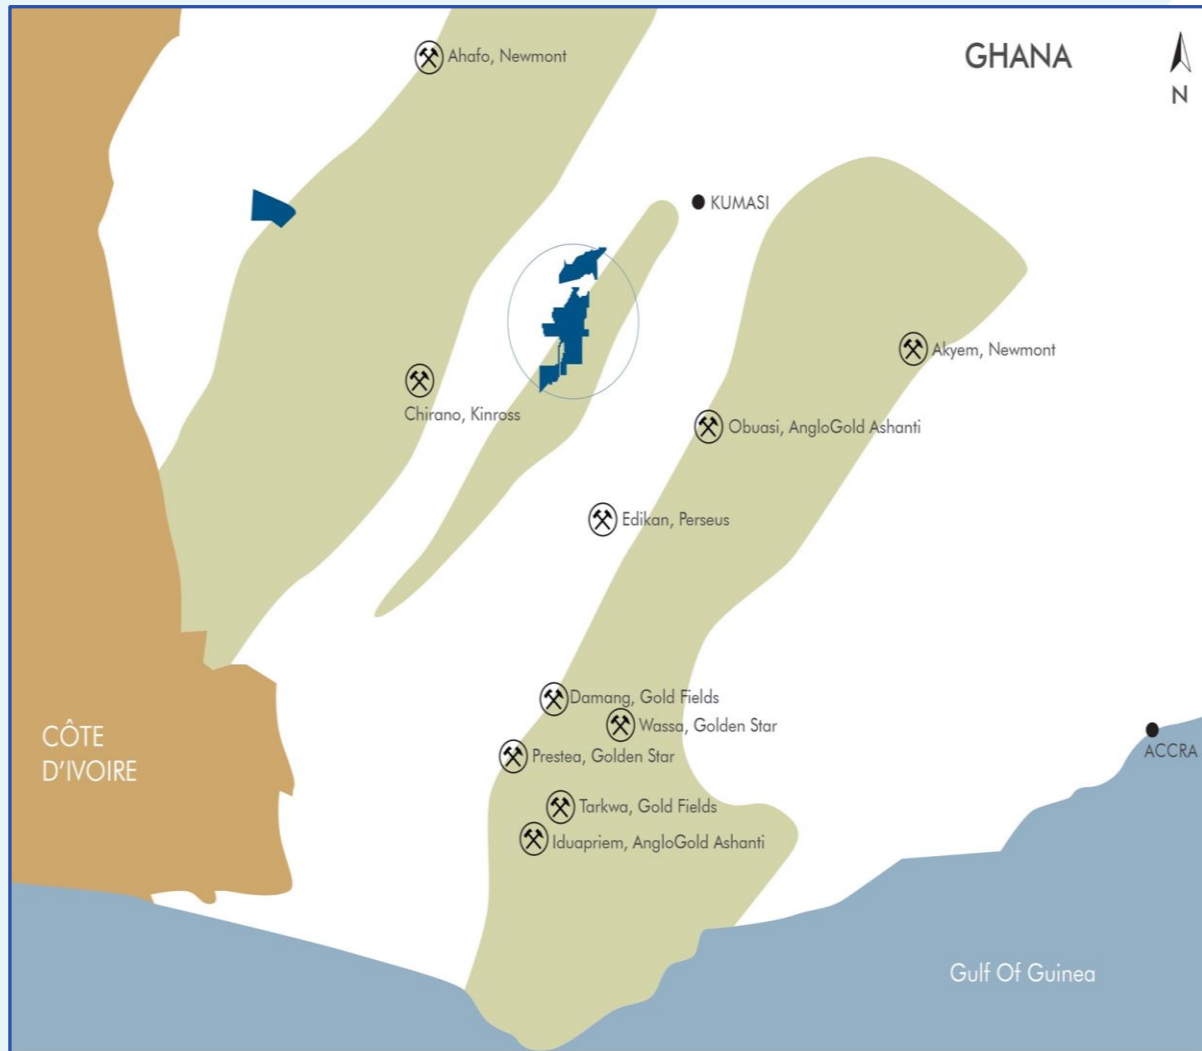 GHANA
N
Ahafo, Newmont
KUMASI
Akyem, Newmont
Chirano, Kinross
Obuasi, AngloGold Ashanti
Edikan, Perseus
Damang, Gold Fields
Wassa, Golden Star
Prestea, Golden Star
CÔTE
D'IVOIRE
ACCRA
Tarkwa, Gold Fields
Iduapriem, AngloGold Ashanti
Gulf Of Guinea